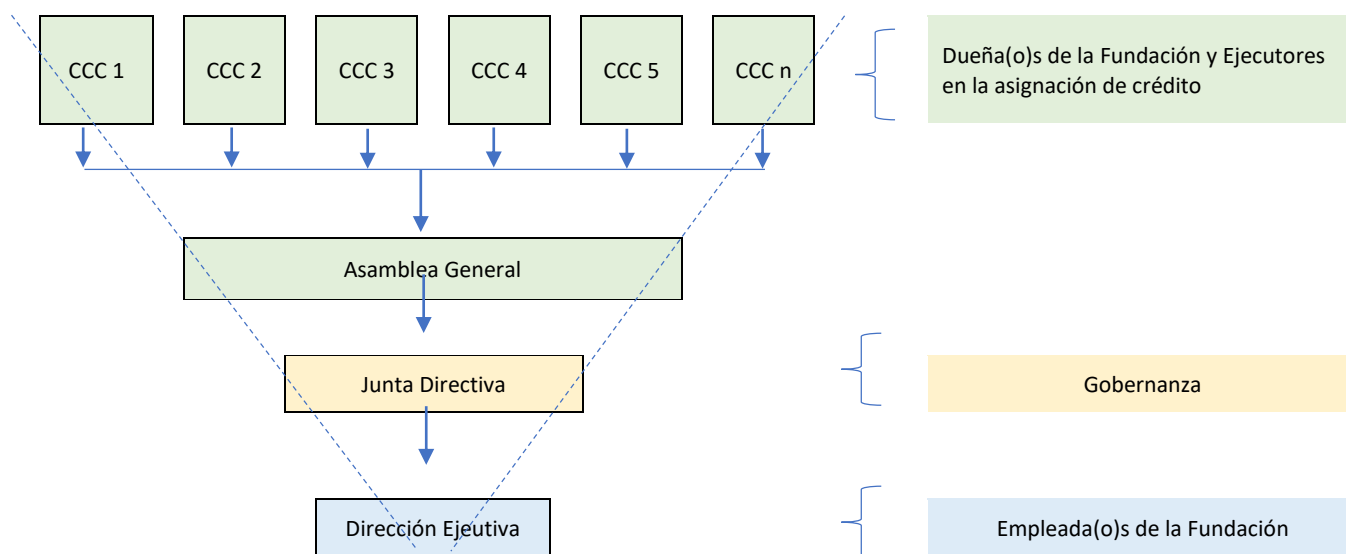 CCC 1
CCC 2
CCC 3
CCC 4
CCC 5
CCC n
Dueña(o)s de la Fundación y Ejecutores
en la asignación de crédito
Asamblea General
Junta Directiva
Gobernanza
Dirección Ejeutiva
Empleada(o)s de la Fundación